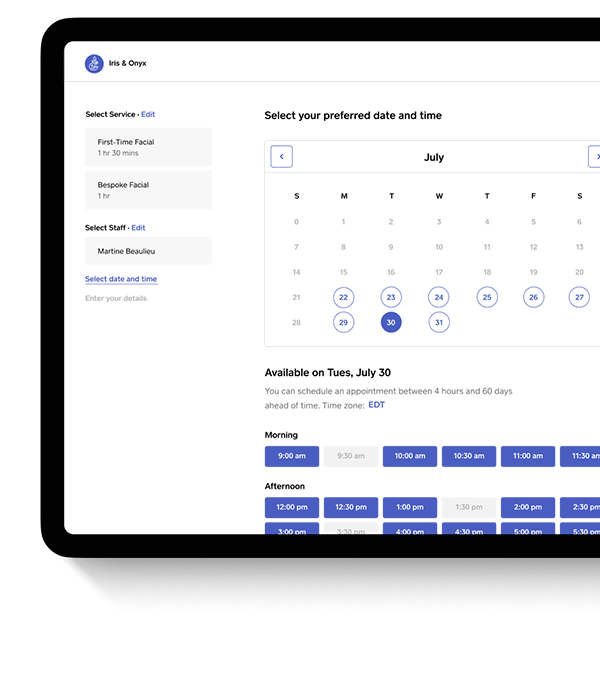 Iris & Onyx
Select Service • Edit
First-Time Facial
1 hr 30 mins
Bespoke Facial
1 hr
Select Staff • Edit
Martine Beaulieu
Select date and time
Enter your details
Select your preferred date and time
July
S M T W T F S
0 1 2 3 4 5 6
7 8 9 10 11 12 13
14 15 16 17 18 19 20
21 22 23 24 25 26 27
28 29 30 31
Available on Tues, July 30
You can schedule an appointment between 4 hours and 60 days
ahead of time. Time zone: EDT
Morning
9:00 am 9:30 am 10:00 am 10:30 am 11:00 am 11:30 am
Afternoon
12:00 pm 12:30 pm 1:00 pm 1:30 pm 2:00 pm 2:30 pm
3:00 pm 3:30 pm 4:00 pm 4:30 pm 5:00 pm 5:30 pm